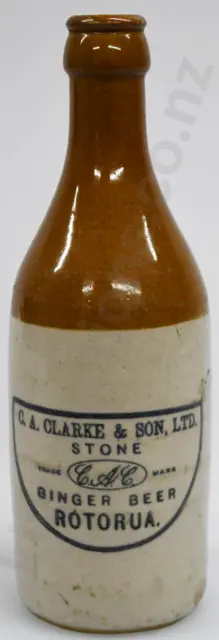 C. A. CLARKE & SON, LTD.
STONE
TRADE CAC MARK
GINGER BEER
ROTORUA.